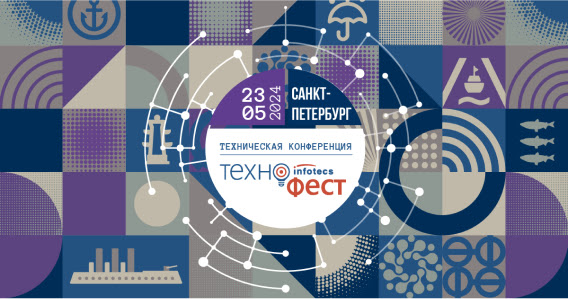 23
05
2024
САНКТ-
ПЕТЕРБУРГ
ТЕХНИЧЕСКАЯ КОНФЕРЕНЦИЯ
ТЕХНО infotecs
ФЕСТ